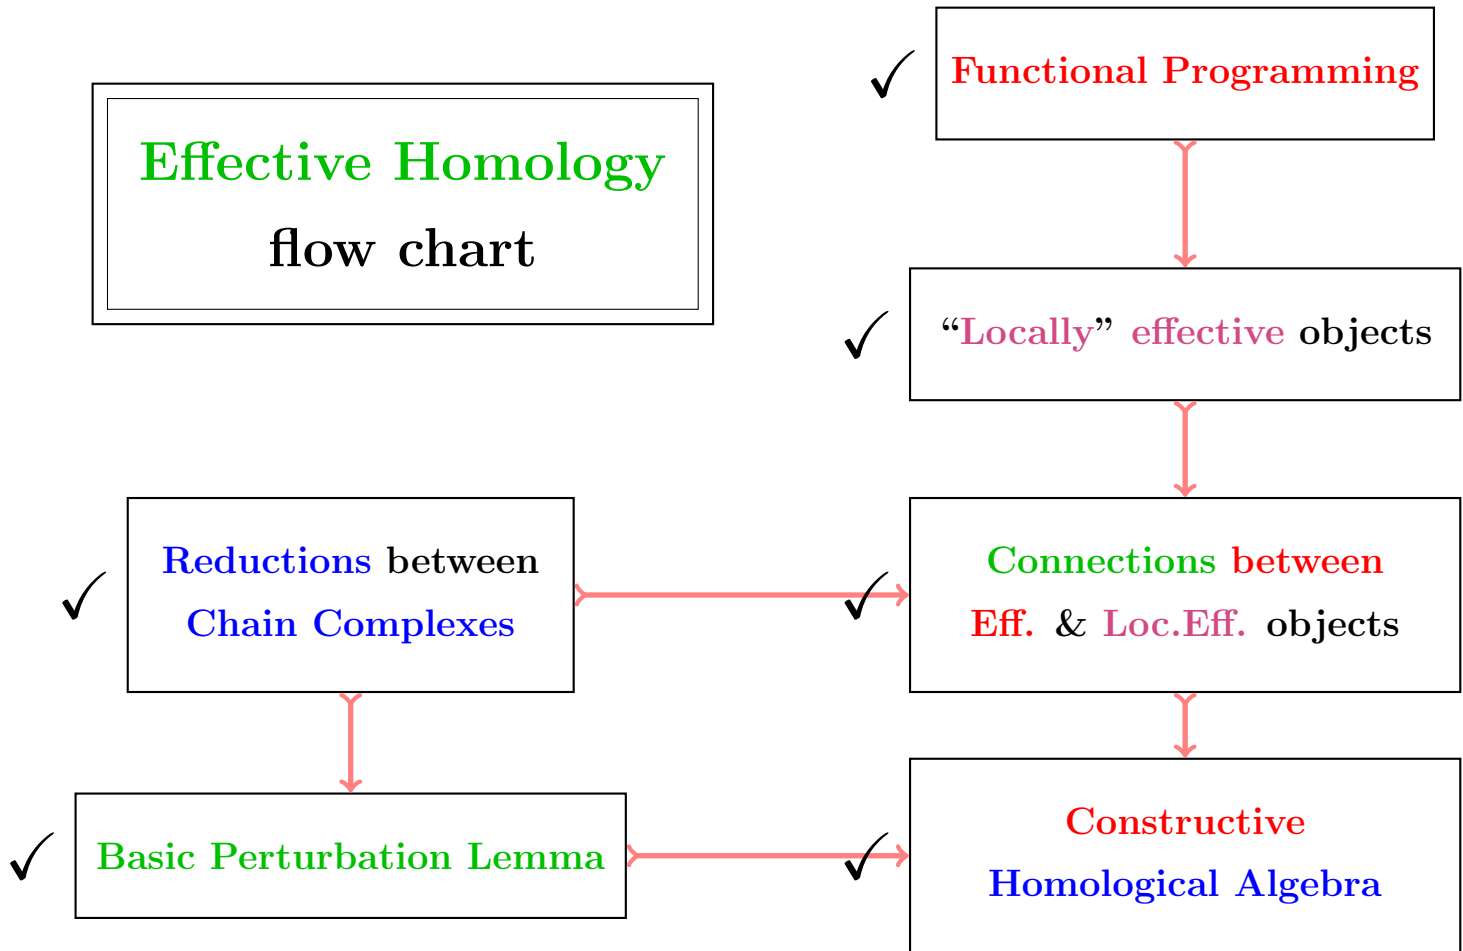 Functional Programming
Effective Homology
flow chart
“Locally” effective objects
Reductions between
Chain Complexes
Connections between
Eff. & Loc.Eff. objects
Basic Perturbation Lemma
Constructive
Homological Algebra